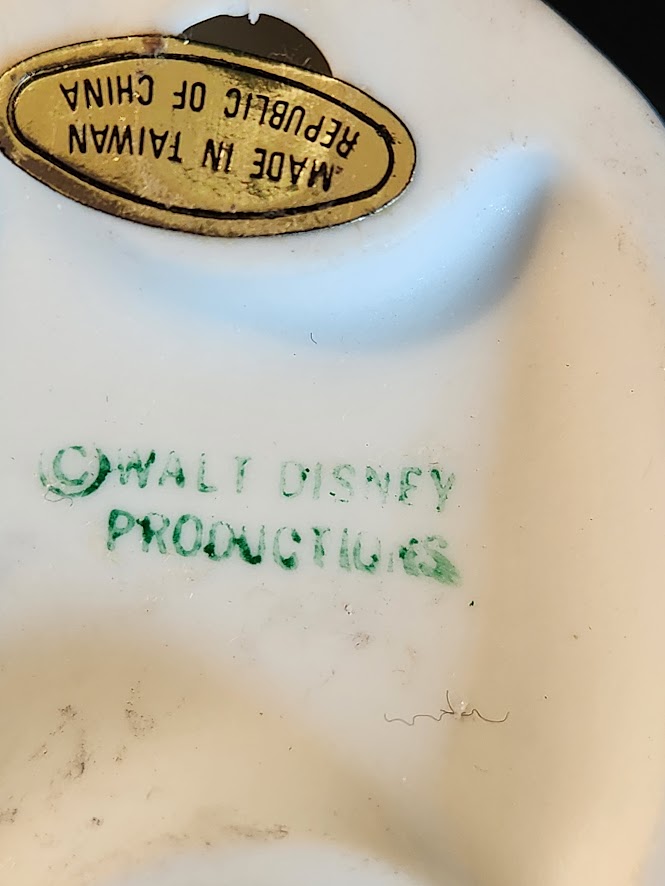 MADE IN TAIWAN
REPUBLIC OF CHINA
©WALT DISNEY
PRODUCTIONS